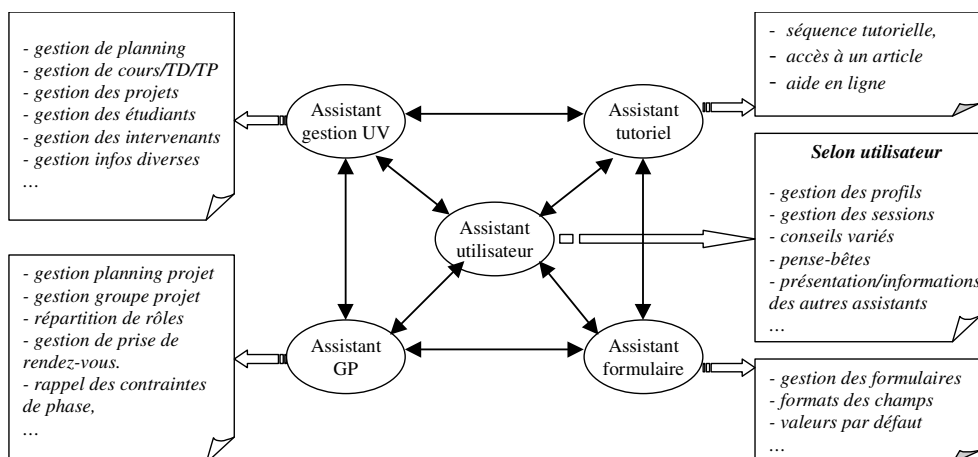 - gestion de planning
- gestion de cours/TD/TP
- gestion des projets
- gestion des étudiants
- gestion des intervenants
- gestion infos diverses
…
Assistant
gestion UV
Assistant
tutoriel
- séquence tutorielle,
- accès à un article
- aide en ligne
Selon utilisateur
- gestion des profils
- gestion des sessions
- conseils variés
- pense-bêtes
- présentation/informations
des autres assistants
…
Assistant
utilisateur
- gestion planning projet
- gestion groupe projet
- répartition de rôles
- gestion de prise de
rendez-vous.
- rappel des contraintes
de phase,
…
Assistant
GP
Assistant
formulaire
- gestion des formulaires
- formats des champs
- valeurs par défaut
…